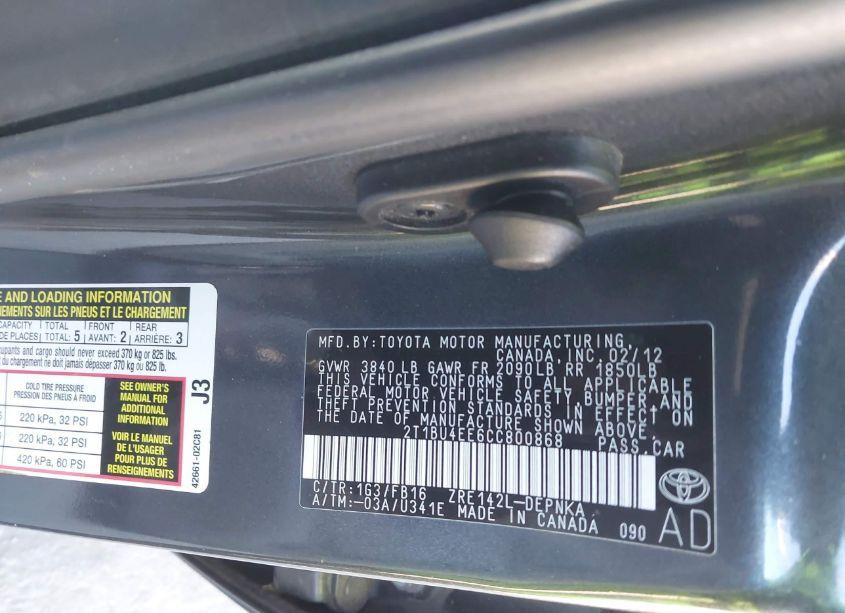 E AND LOADING INFORMATION
NEMENTS SUR LES PNEUS ET LE CHARGEMENT
CAPACITY TOTAL FRONT REAR
DE PLACES TOTAL: 5 AVANT: 2 ARRIÈRE: 3
cupants and cargo should never exceed 370 kg or 825 lbs.
du chargement ne doit jamais dépasser 370 kg ou 825 lb.
COLD TIRE PRESSURE
PRESSION DES PNEUS À FROID
220 kPa, 32 PSI
220 kPa, 32 PSI
420 kPa, 60 PSI
SEE OWNER'S
MANUAL FOR
ADDITIONAL
INFORMATION
VOIR LE MANUEL
DE L'USAGER
POUR PLUS DE
RENSEIGNEMENTS
J3
42661-02C81
MFD.BY:TOYOTA MOTOR MANUFACTURING,
CANADA,INC. 02/12
GVWR 3840LB GAWR FR 2090LB RR 1850LB
THIS VEHICLE CONFORMS TO ALL APPLICABLE
FEDERAL MOTOR VEHICLE SAFETY,BUMPER,AND
THEFT PREVENTION STANDARDS IN EFFECT ON
THE DATE OF MANUFACTURE SHOWN ABOVE.
2T1BU4EE6CC800868 PASS.CAR
C/TR:1G3/FB16 ZRE142L-DEPNKA
A/TM:-03A/U341E MADE IN CANADA 090
AD